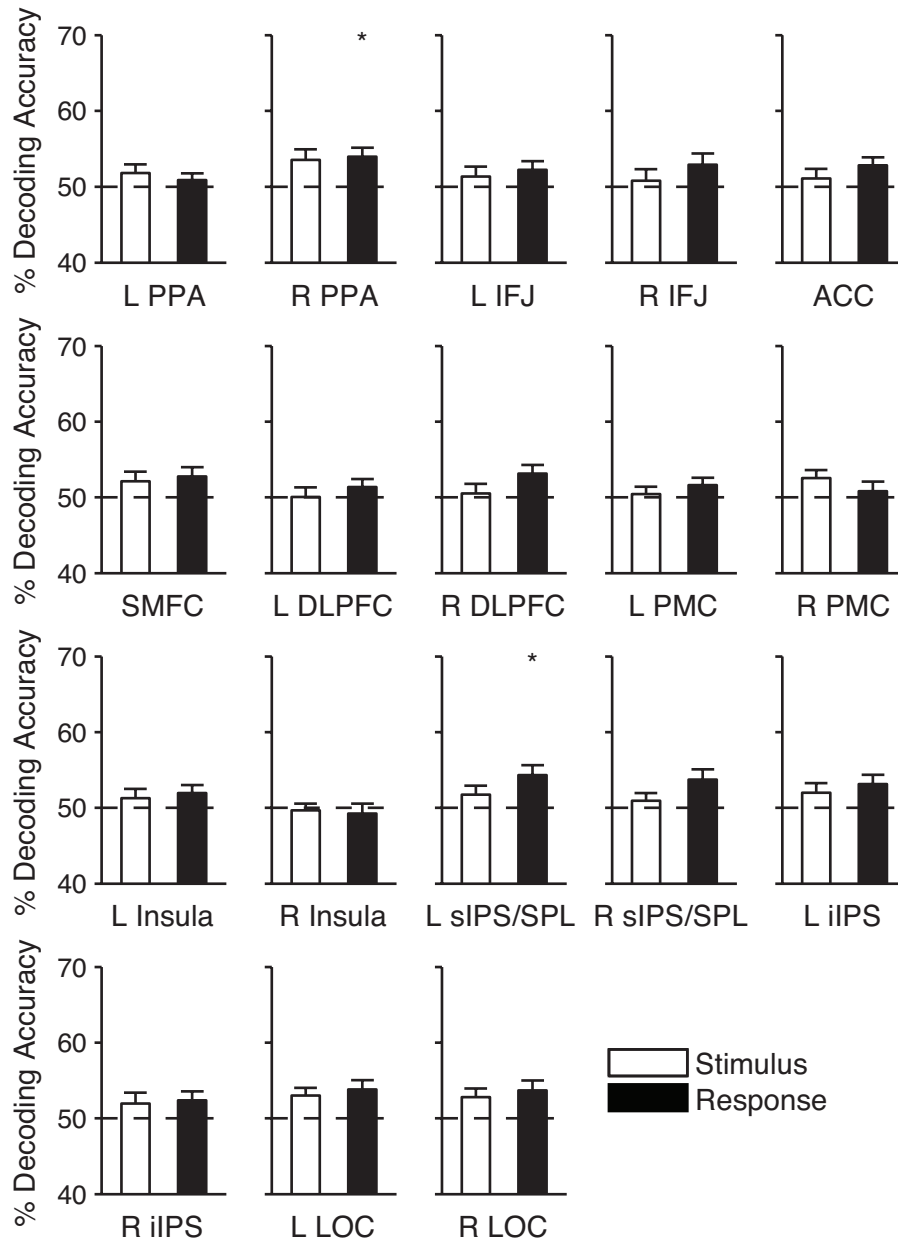 % Decoding Accuracy
70
60
50
40
*
L PPA
R PPA
L IFJ
R IFJ
ACC
% Decoding Accuracy
70
60
50
40
SMFC
L DLPFC
R DLPFC
L PMC
R PMC
% Decoding Accuracy
70
60
50
40
*
L Insula
R Insula
L sIPS/SPL
R sIPS/SPL
L iIPS
% Decoding Accuracy
70
60
50
40
R iIPS
L LOC
R LOC
Stimulus
Response